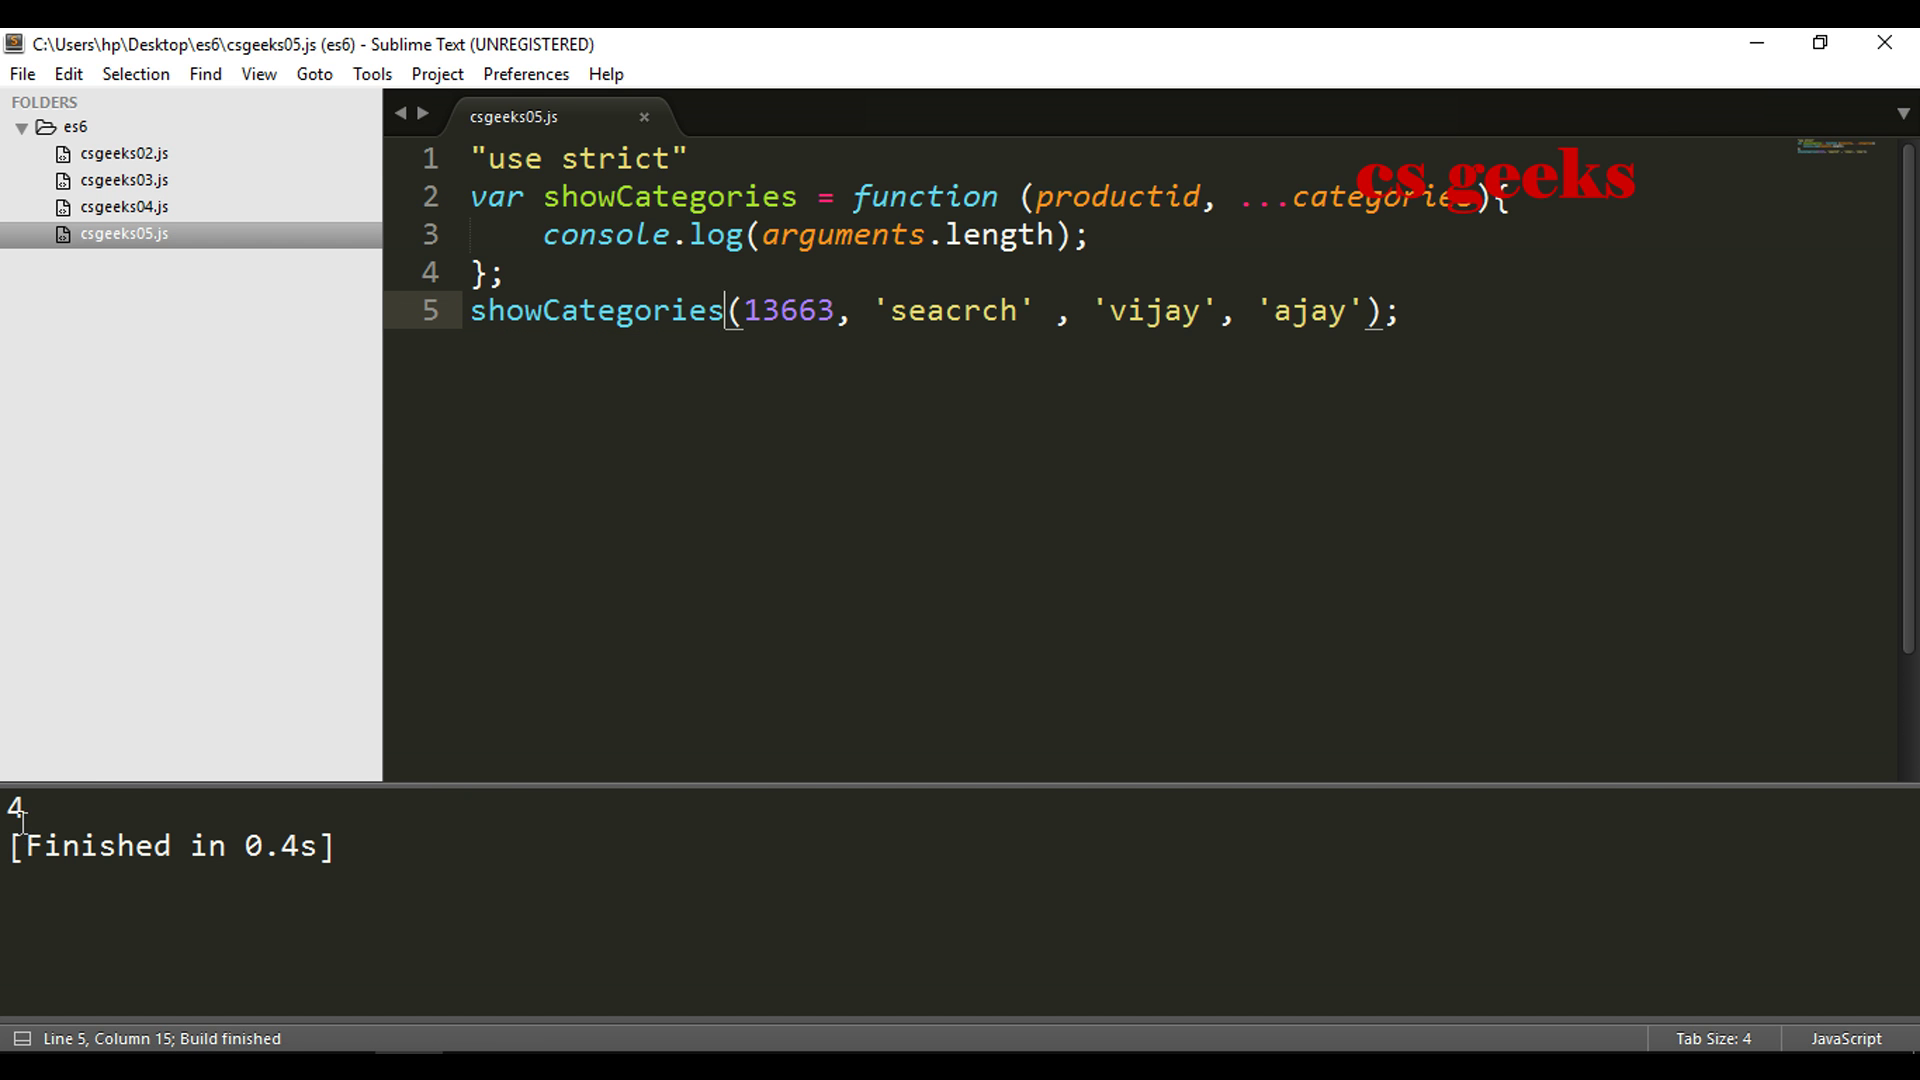 C:\Users\hp\Desktop\es6\csgeeks05.js (es6) - Sublime Text (UNREGISTERED)
File Edit Selection Find View Goto Tools Project Preferences Help
FOLDERS
es6
csgeeks02.js
csgeeks03.js
csgeeks04.js
csgeeks05.js
csgeeks05.js
cs geeks
1 "use strict"
2 var showCategories = function (productid, ...categories){
3 console.log(arguments.length);
4 };
5 showCategories(13663, 'seacrch' , 'vijay', 'ajay');
4
[Finished in 0.4s]
Line 5, Column 15; Build finished
Tab Size: 4
JavaScript